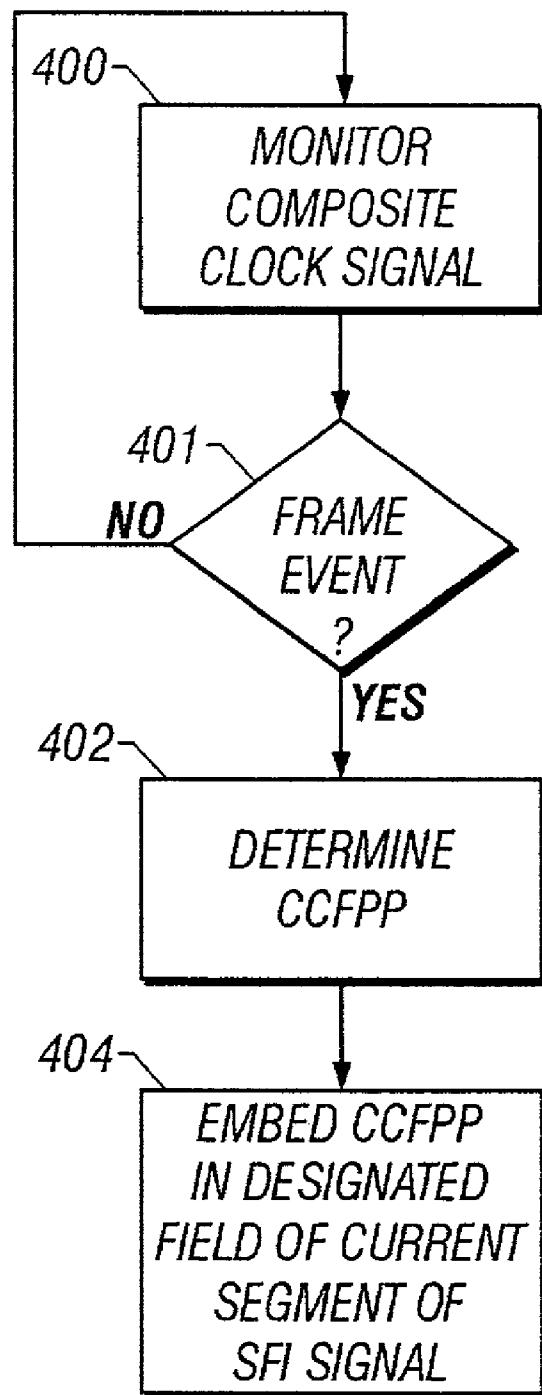 400
MONITOR
COMPOSITE
CLOCK SIGNAL
401
NO
FRAME
EVENT
?
YES
402
DETERMINE
CCFPP
404
EMBED CCFPP
IN DESIGNATED
FIELD OF CURRENT
SEGMENT OF
SFI SIGNAL